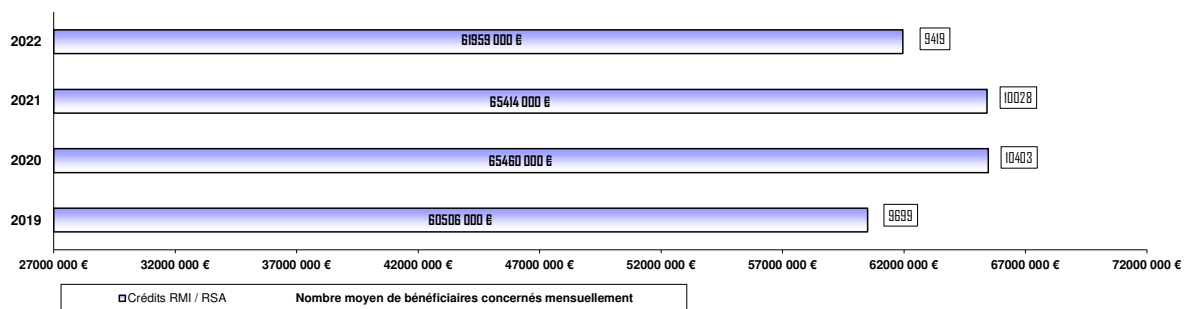 2022
61959 000 €
9419
2021
65414 000 €
10028
2020
65460 000 €
10403
2019
60506 000 €
9699
27000 000 € 32000 000 € 37000 000 € 42000 000 € 47000 000 € 52000 000 € 57000 000 € 62000 000 € 67000 000 € 72000 000 €
Crédits RMI / RSA Nombre moyen de bénéficiaires concernés mensuellement